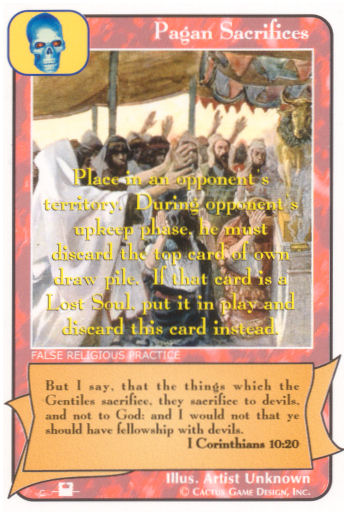 Pagan Sacrifices
Place in an opponent's
territory. During opponent's
upkeep phase, he must
discard the top card of own
draw pile. If that card is a
Lost Soul, put it in play and
discard this card instead.
FALSE RELIGIOUS PRACTICE
But I say, that the things which the
Gentiles sacrifice, they sacrifice to devils,
and not to God: and I would not that ye
should have fellowship with devils.
I Corinthians 10:20
Illus. Artist Unknown
G
© Cactus Game Design, Inc.